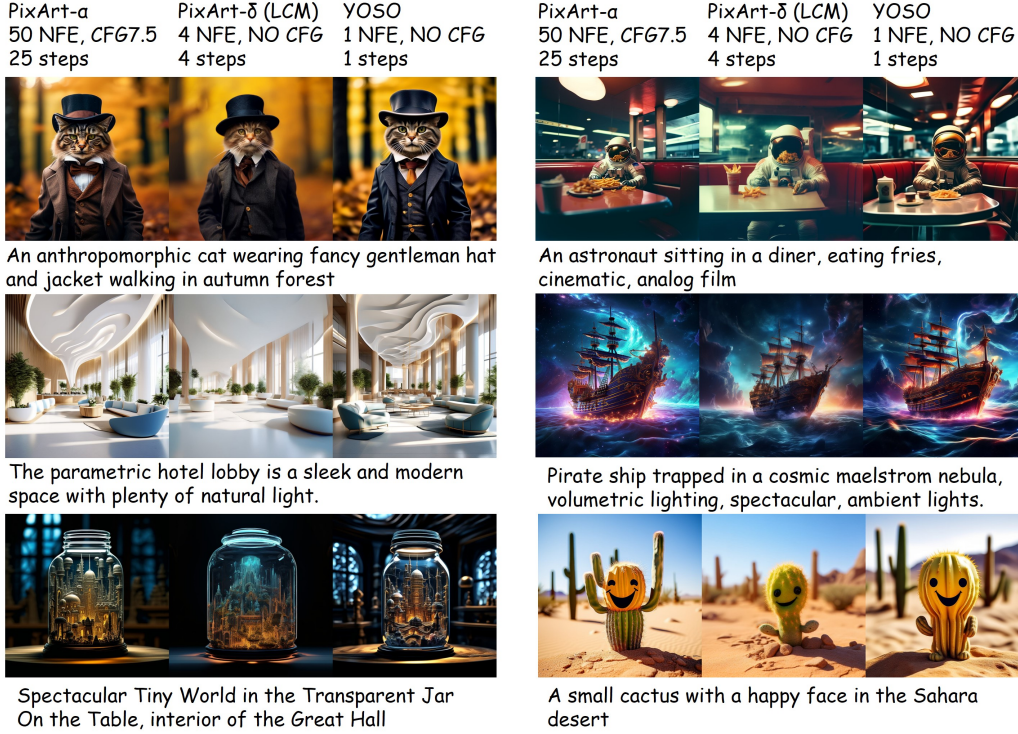 PixArt-α
50 NFE, CFG7.5
25 steps
PixArt-δ (LCM)
4 NFE, NO CFG
4 steps
YOSO
1 NFE, NO CFG
1 steps
PixArt-α
50 NFE, CFG7.5
25 steps
PixArt-δ (LCM)
4 NFE, NO CFG
4 steps
YOSO
1 NFE, NO CFG
1 steps
An anthropomorphic cat wearing fancy gentleman hat
and jacket walking in autumn forest
An astronaut sitting in a diner, eating fries,
cinematic, analog film
The parametric hotel lobby is a sleek and modern
space with plenty of natural light.
Pirate ship trapped in a cosmic maelstrom nebula,
volumetric lighting, spectacular, ambient lights.
Spectacular Tiny World in the Transparent Jar
On the Table, interior of the Great Hall
A small cactus with a happy face in the Sahara
desert